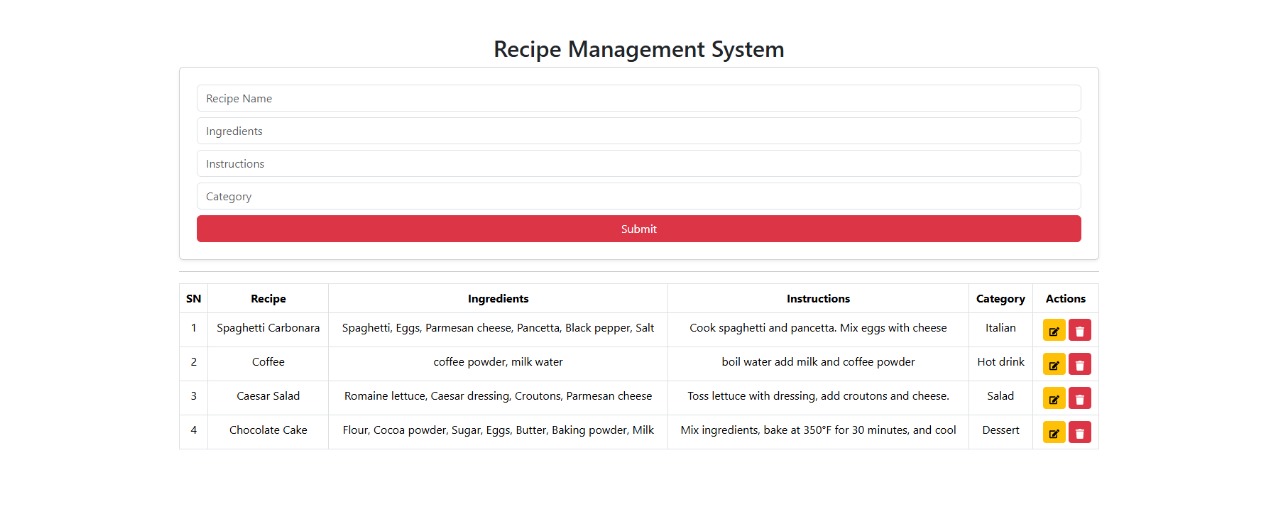 Recipe Management System
Recipe Name
Ingredients
Instructions
Category
Submit
SN Recipe Ingredients Instructions Category Actions
1 Spaghetti Carbonara Spaghetti, Eggs, Parmesan cheese, Pancetta, Black pepper, Salt Cook spaghetti and pancetta. Mix eggs with cheese Italian
2 Coffee coffee powder, milk water boil water add milk and coffee powder Hot drink
3 Caesar Salad Romaine lettuce, Caesar dressing, Croutons, Parmesan cheese Toss lettuce with dressing, add croutons and cheese. Salad
4 Chocolate Cake Flour, Cocoa powder, Sugar, Eggs, Butter, Baking powder, Milk Mix ingredients, bake at 350°F for 30 minutes, and cool Dessert